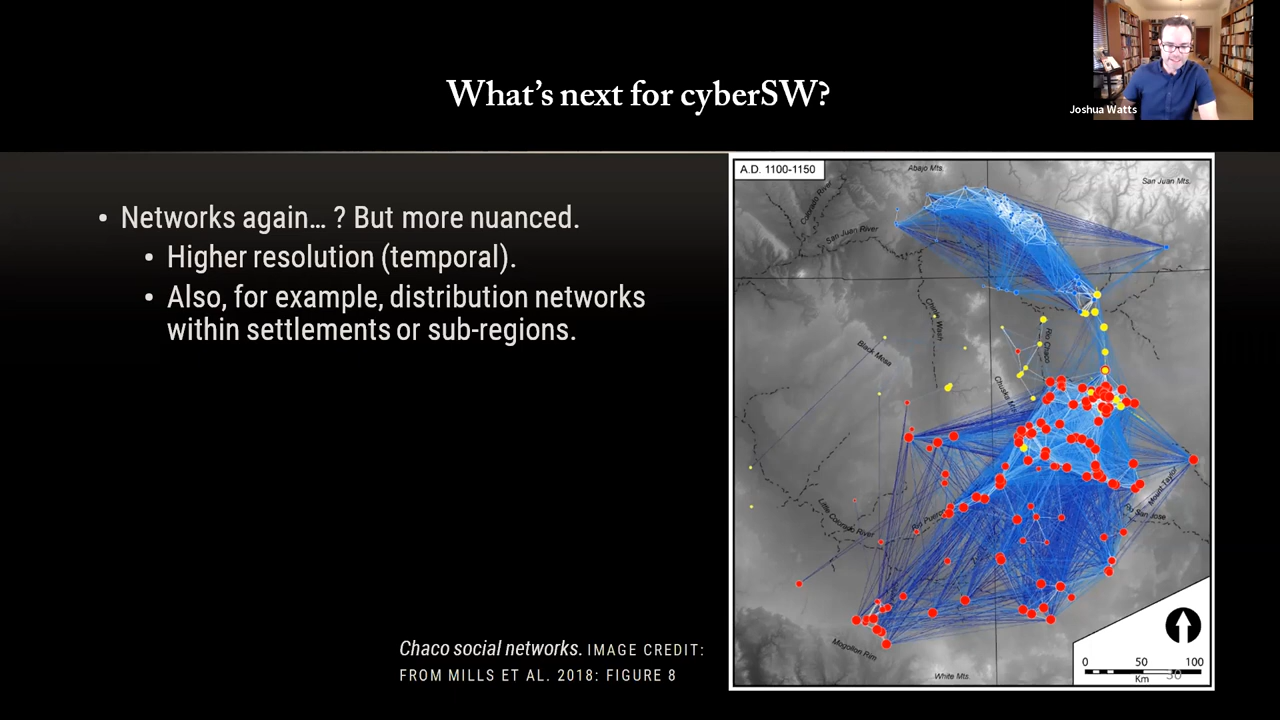 What's next for cyberSW?
Joshua Watts
• Networks again… ? But more nuanced.
• Higher resolution (temporal).
• Also, for example, distribution networks
within settlements or sub-regions.
Chaco social networks. IMAGE CREDIT:
FROM MILLS ET AL. 2018: FIGURE 8
A.D. 1100-1150
Abajo Mts.
San Juan Mts.
Colorado River
San Juan River
Chinle Wash
Rio Chaco
Black Mesa
Chuska Mts.
Little Colorado River
Rio Puerco
Mount Taylor
Rio San Jose
Mogollon Rim
White Mts.
0 50 100
Km
30